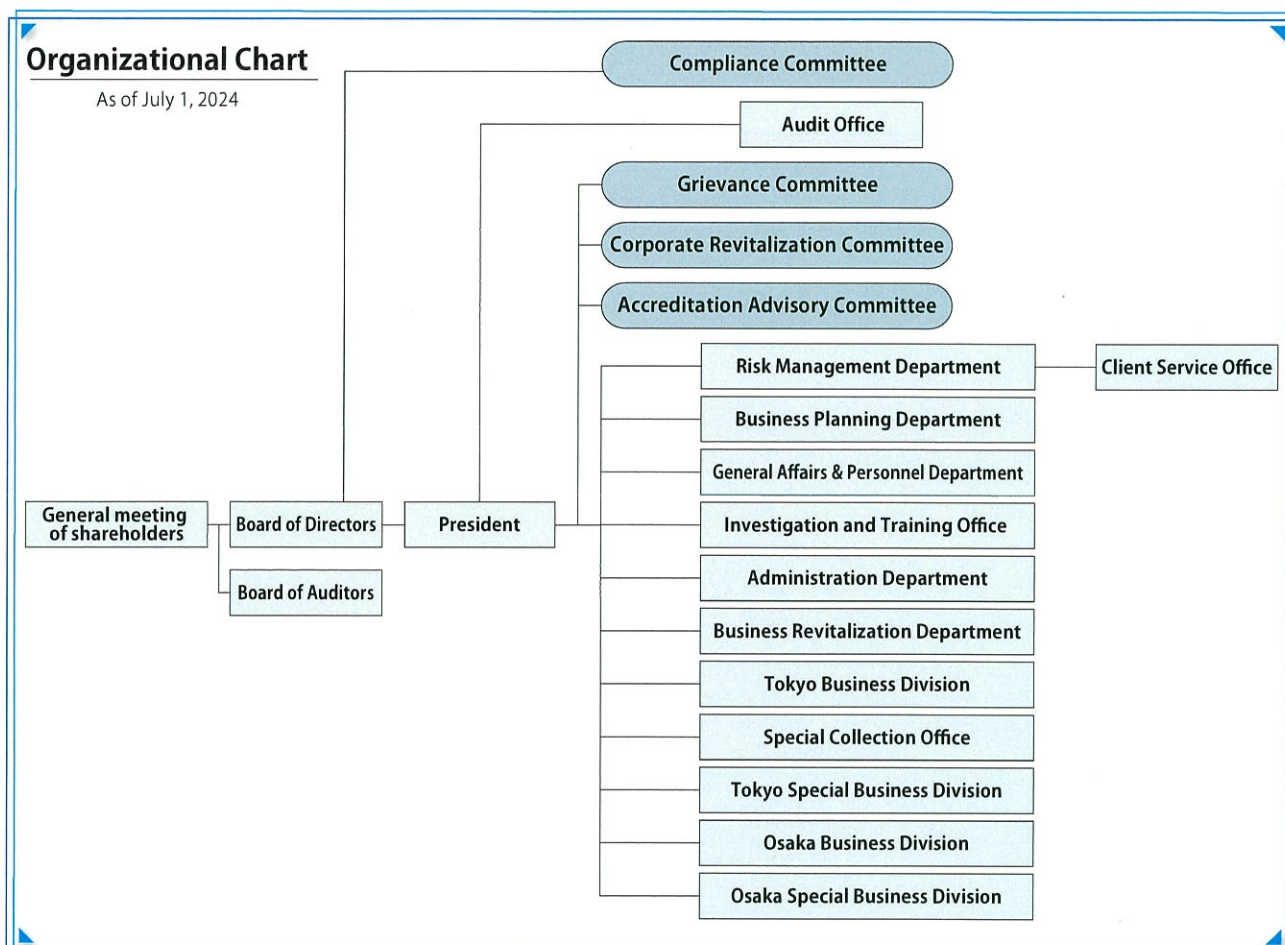 Organizational Chart
As of July 1, 2024
Compliance Committee
Audit Office
Grievance Committee
Corporate Revitalization Committee
Accreditation Advisory Committee
Risk Management Department
Client Service Office
Business Planning Department
General Affairs & Personnel Department
General meeting
of shareholders
Board of Directors
President
Investigation and Training Office
Board of Auditors
Administration Department
Business Revitalization Department
Tokyo Business Division
Special Collection Office
Tokyo Special Business Division
Osaka Business Division
Osaka Special Business Division